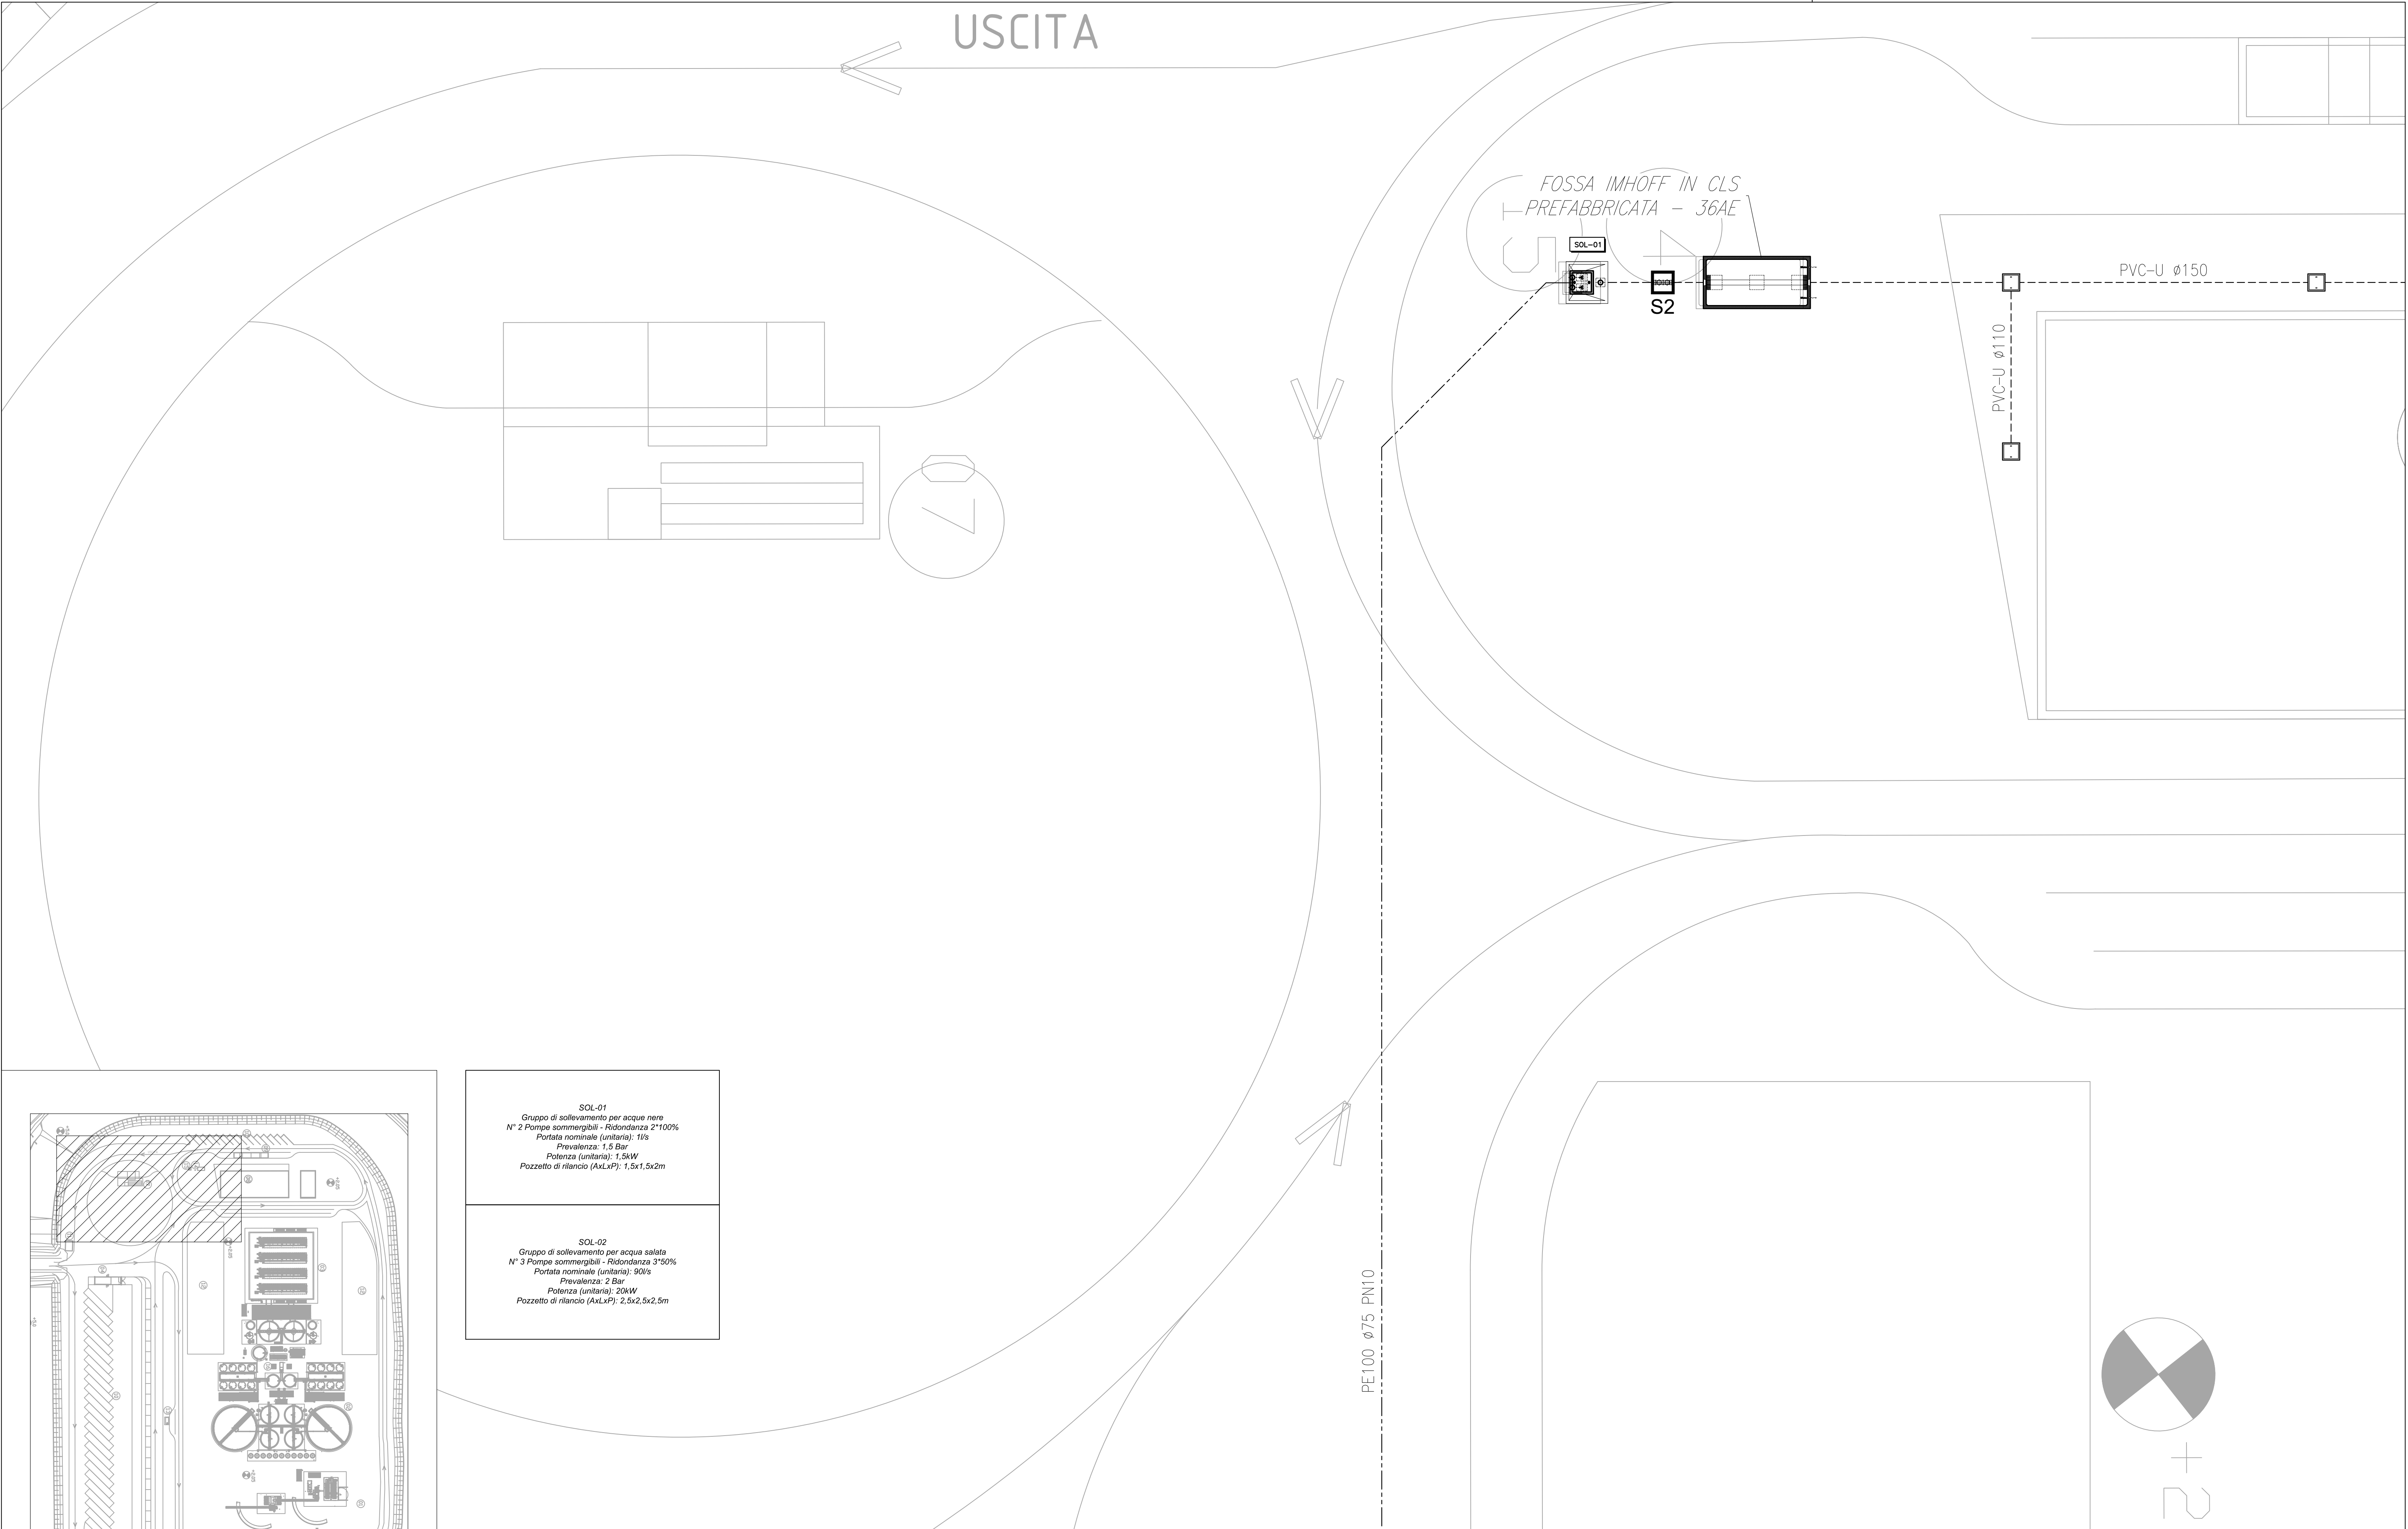 USCITA
FOSSA IMHOFF IN CLS
PREFABBRICATA - 36AE
SOL-01
S2
PVC-U ø150
PVC-U ø110
PE100 ø75 PN10
SOL-01
Gruppo di sollevamento per acque nere
N° 2 Pompe sommergibili - Ridondanza 2*100%
Portata nominale (unitaria): 1l/s
Prevalenza: 1,5 Bar
Potenza (unitaria): 1,5kW
Pozzetto di rilancio (AxLxP): 1,5x1,5x2m
SOL-02
Gruppo di sollevamento per acqua salata
N° 3 Pompe sommergibili - Ridondanza 3*50%
Portata nominale (unitaria): 90l/s
Prevalenza: 2 Bar
Potenza (unitaria): 20kW
Pozzetto di rilancio (AxLxP): 2,5x2,5x2,5m